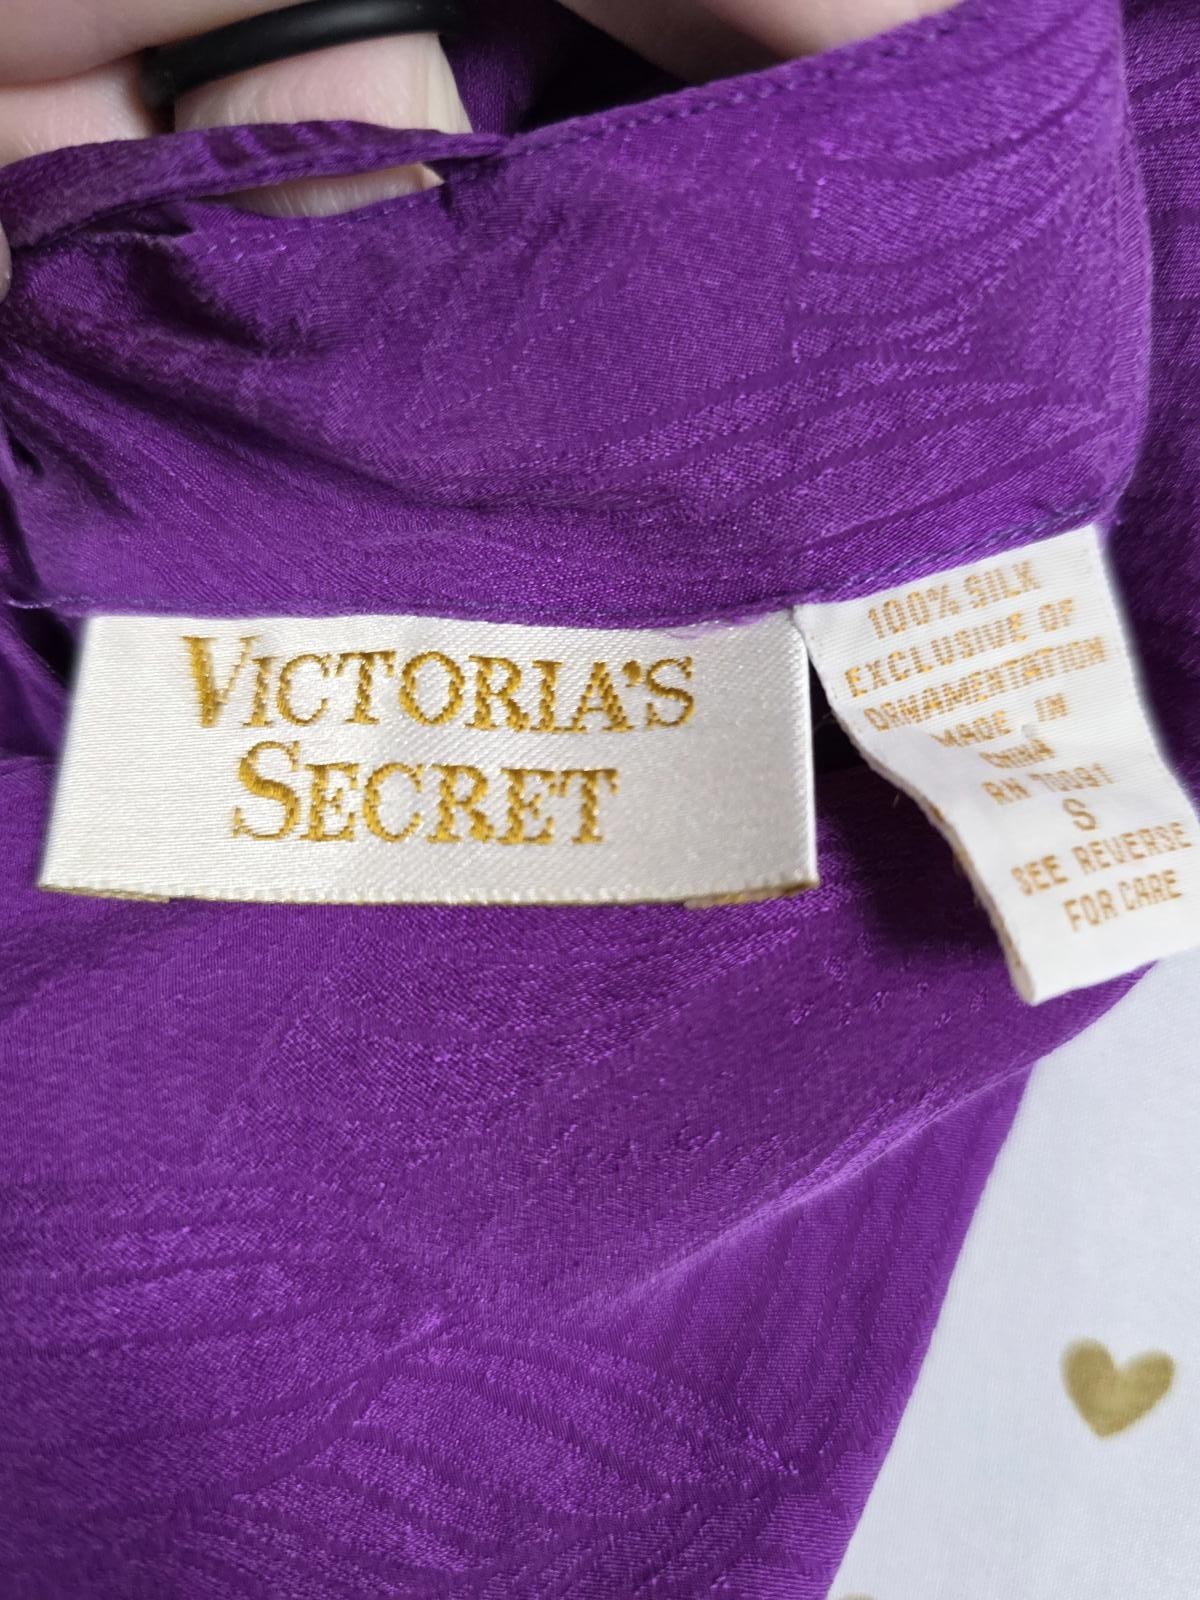 VICTORIA'S
SECRET
100% SILK
EXCLUSIVE OF
ORNAMENTATION
MADE IN
CHINA
RN 70091
S
SEE REVERSE
FOR CARE